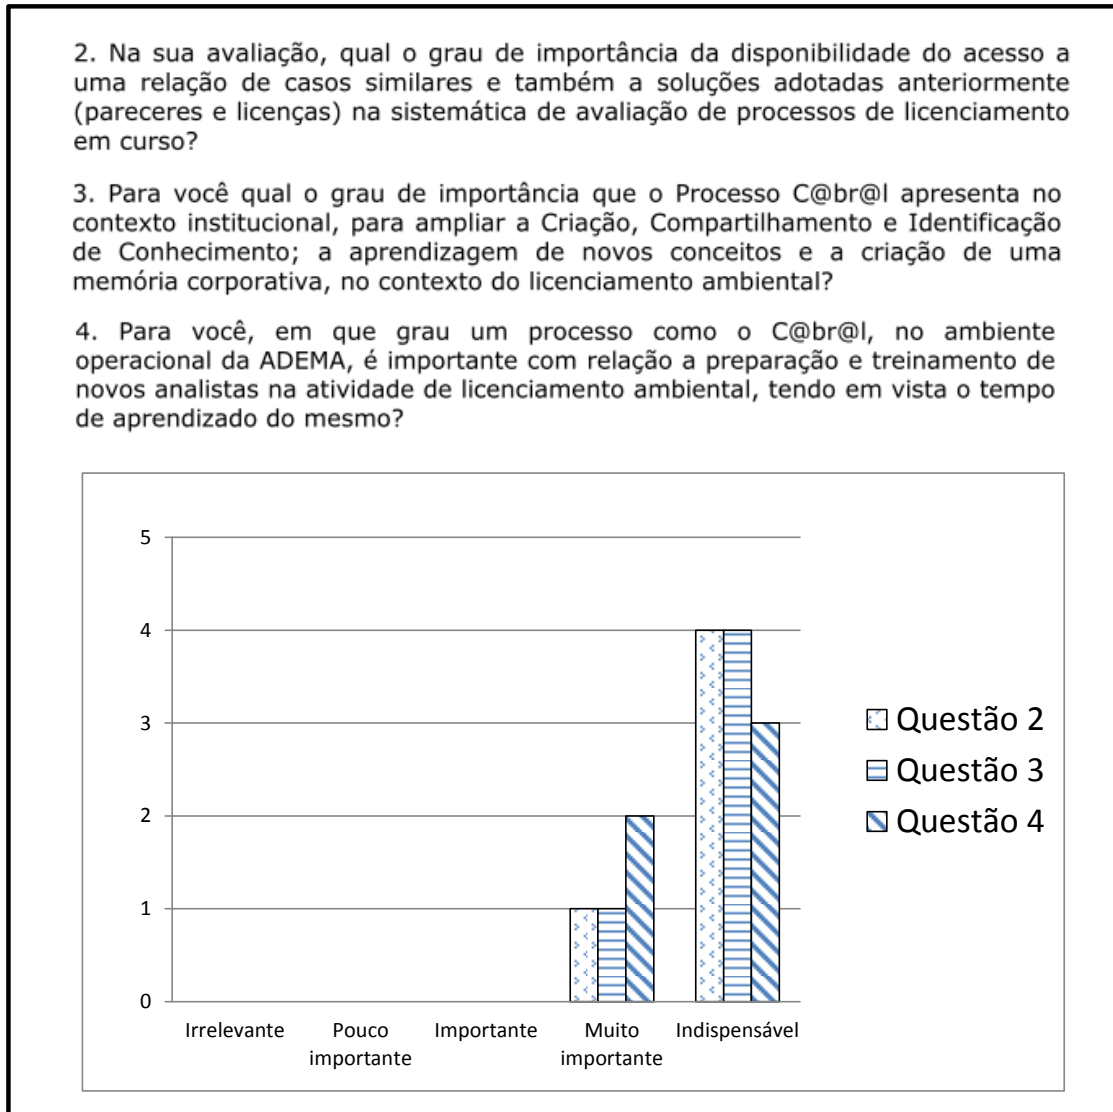 2. Na sua avaliação, qual o grau de importância da disponibilidade do acesso a
uma relação de casos similares e também a soluções adotadas anteriormente
(pareceres e licenças) na sistemática de avaliação de processos de licenciamento
em curso?
3. Para você qual o grau de importância que o Processo C@br@l apresenta no
contexto institucional, para ampliar a Criação, Compartilhamento e Identificação
de Conhecimento; a aprendizagem de novos conceitos e a criação de uma
memória corporativa, no contexto do licenciamento ambiental?
4. Para você, em que grau um processo como o C@br@l, no ambiente
operacional da ADEMA, é importante com relação a preparação e treinamento de
novos analistas na atividade de licenciamento ambiental, tendo em vista o tempo
de aprendizado do mesmo?
5
4
3
2
1
0
Irrelevante
Pouco
importante
Importante
Muito
importante
Indispensável
Questão 2
Questão 3
Questão 4